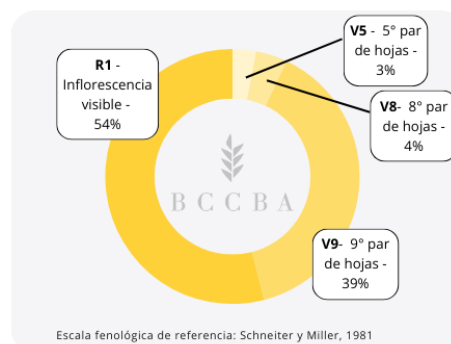 V5 - 5° par
de hojas -
3%
R1 -
Inflorescencia
visible -
54%
V8- 8° par
de hojas -
4%
BCCBA
V9- 9° par
de hojas -
39%
Escala fenológica de referencia: Schneiter y Miller, 1981